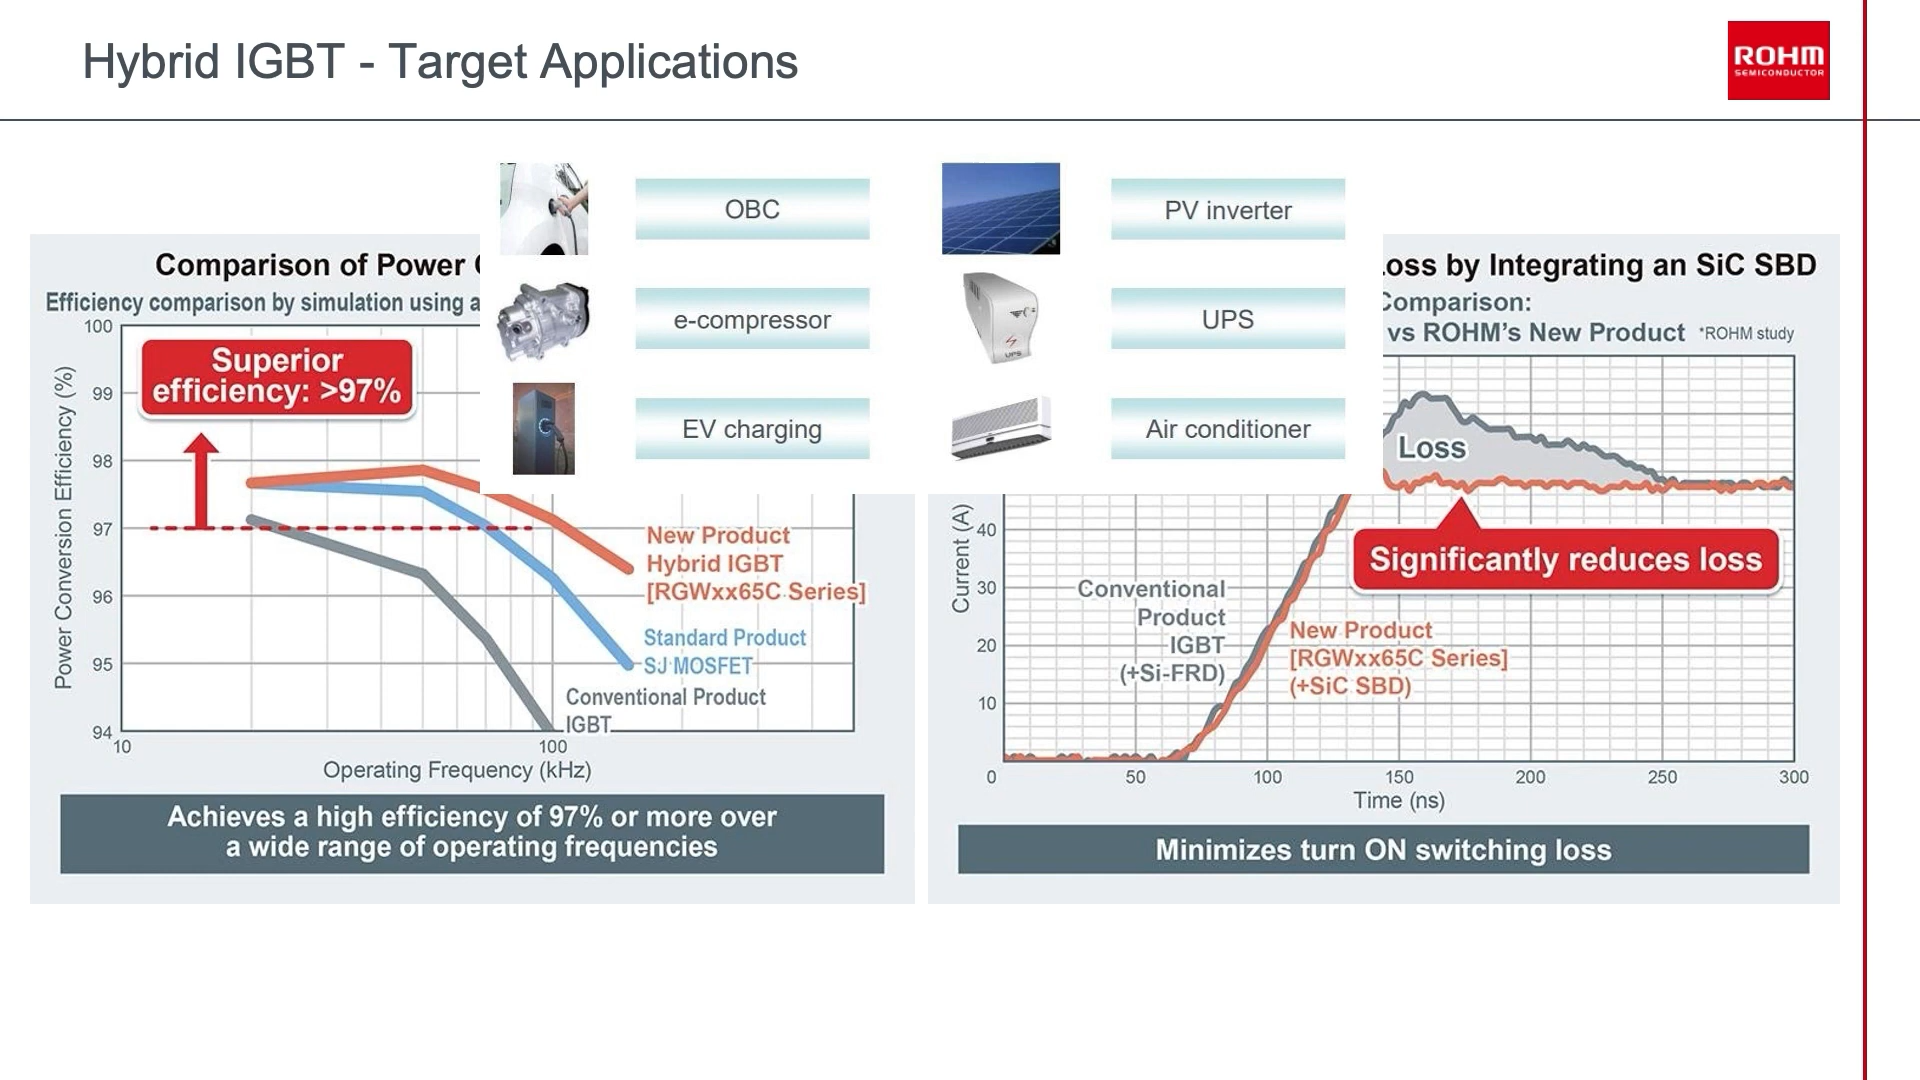 Hybrid IGBT - Target Applications
ROHM
SEMICONDUCTOR
OBC
PV inverter
e-compressor
UPS
UPS
EV charging
Air conditioner
Comparison of Power
Efficiency comparison by simulation using a
100
99
98
97
96
95
94
10
100
Power Conversion Efficiency (%)
Operating Frequency (kHz)
Superior
efficiency: >97%
New Product
Hybrid IGBT
[RGWxx65C Series]
Standard Product
SJ MOSFET
Conventional Product
IGBT
Achieves a high efficiency of 97% or more over
a wide range of operating frequencies
oss by Integrating an SiC SBD
Comparison:
vs ROHM's New Product *ROHM study
Loss
Significantly reduces loss
Current (A)
40
30
20
10
0
50
100
150
200
250
300
Time (ns)
Conventional
Product
IGBT
(+Si-FRD)
New Product
[RGWxx65C Series]
(+SiC SBD)
Minimizes turn ON switching loss